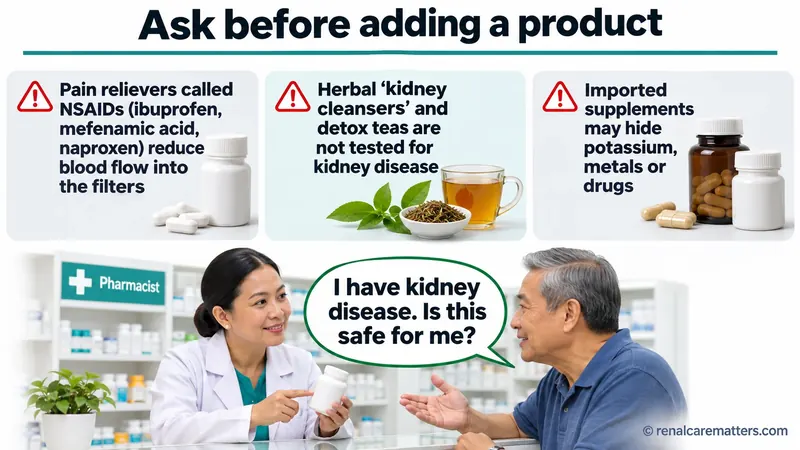 Ask before adding a product
Pain relievers called
NSAIDs (ibuprofen,
mefenamic acid,
naproxen) reduce
blood flow into
the filters
Herbal ‘kidney
cleansers’ and
detox teas are
not tested for
kidney disease
Imported
supplements
may hide
potassium,
metals or
drugs
Pharmacist
I have kidney
disease. Is this
safe for me?
© renalcarematters.com